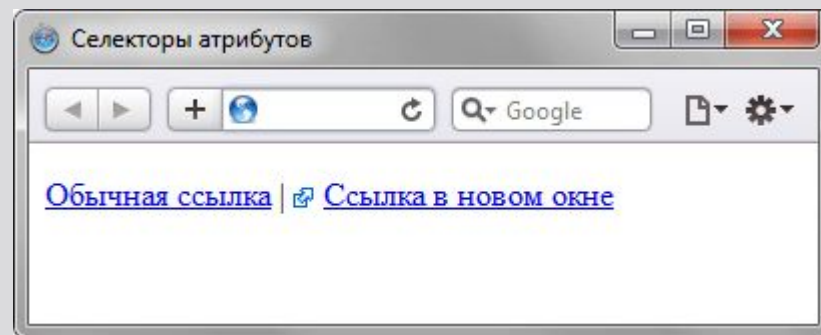 Селекторы атрибутов
Google
Обычная ссылка | Ссылка в новом окне